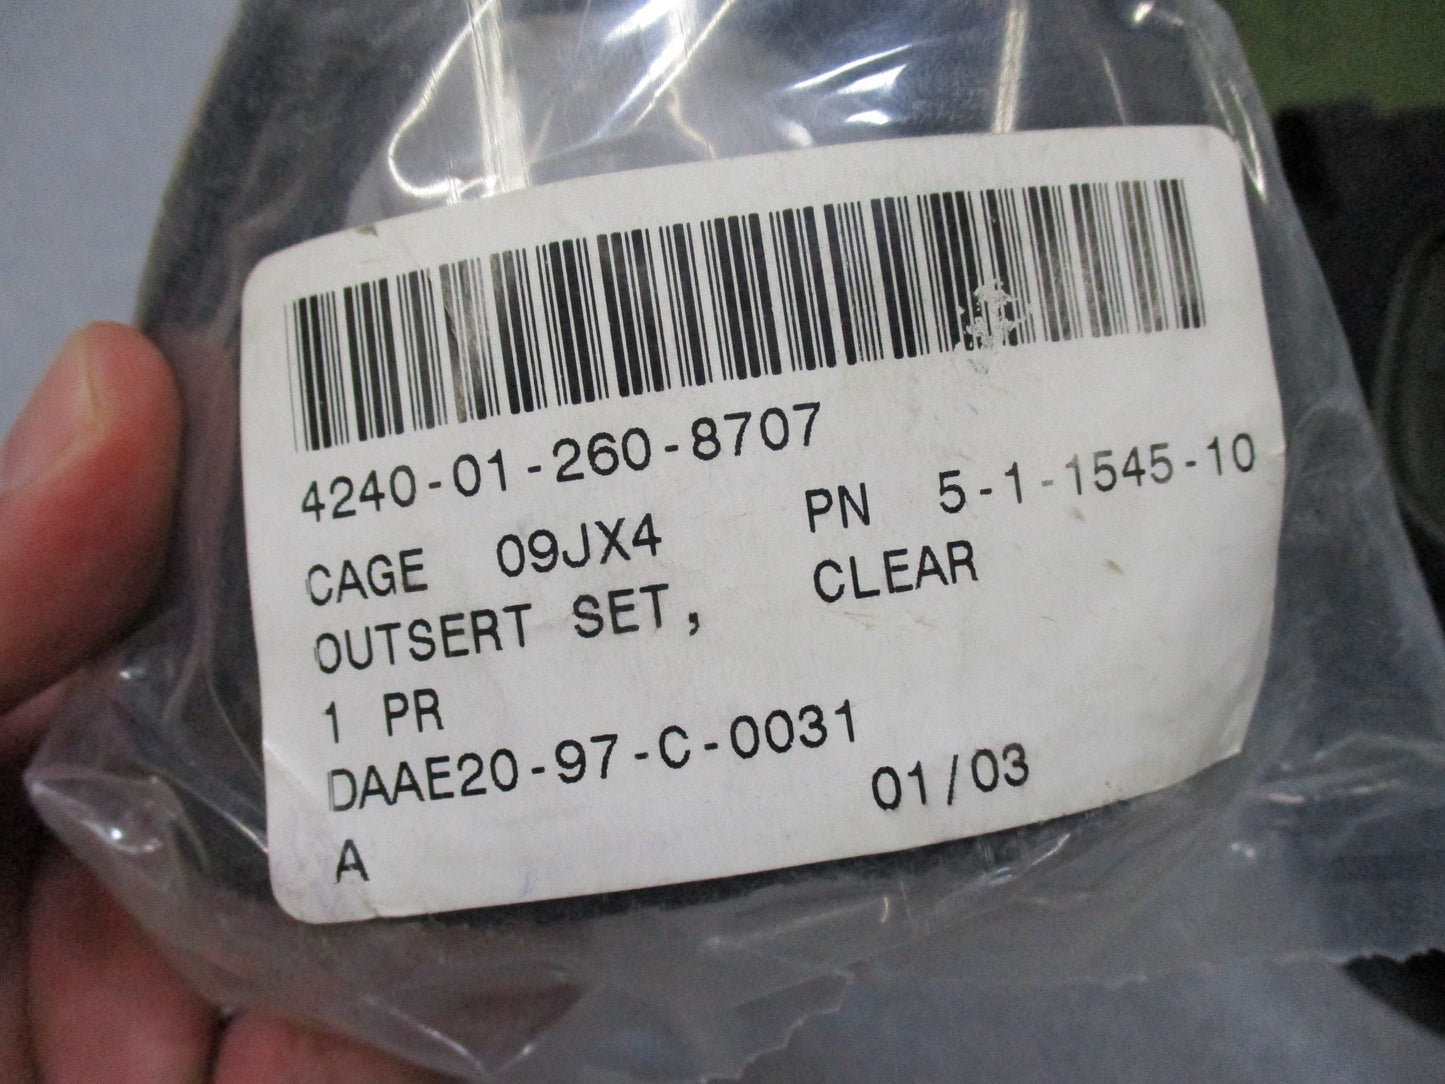 4240-01-260-8707
CAGE 09JX4 PN 5-1-1545-10
OUTSERT SET, CLEAR
1 PR
DAAE20-97-C-0031
01/03
A